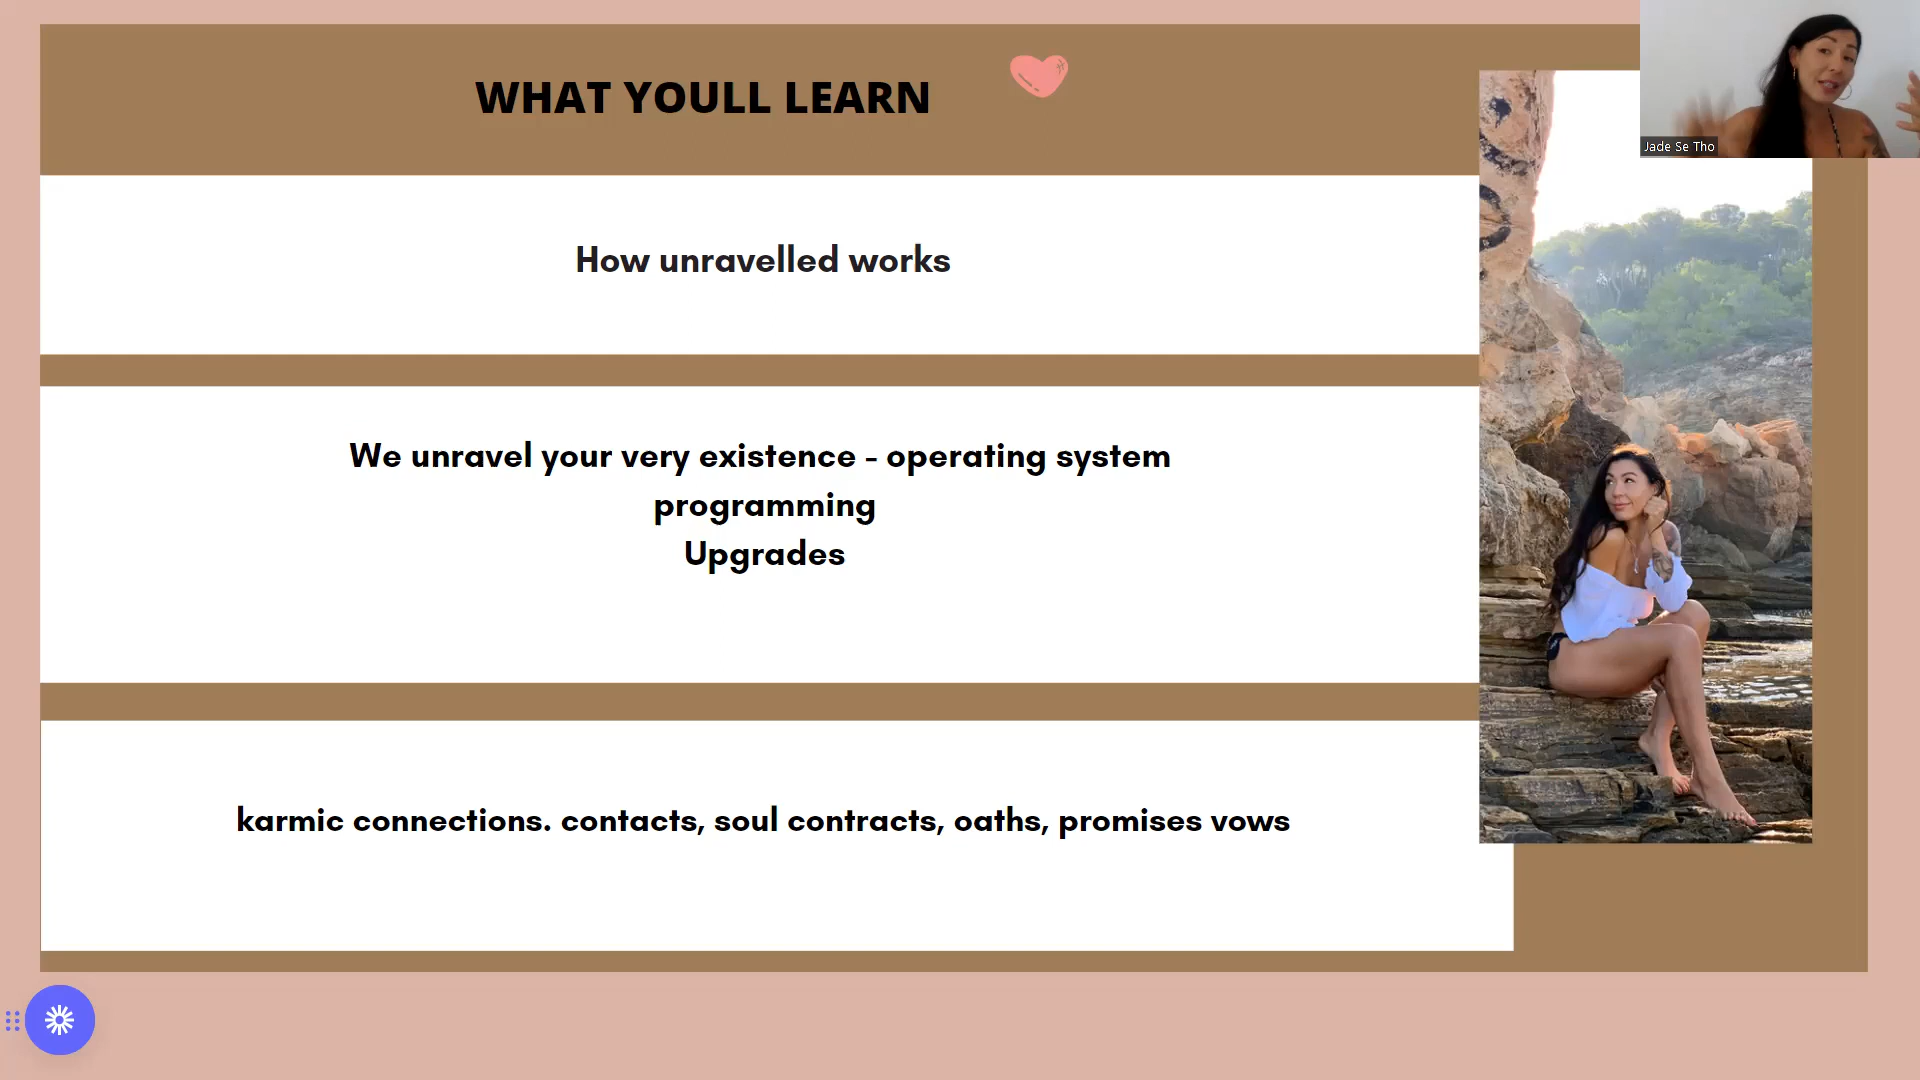 WHAT YOULL LEARN
Jade Se Tho
How unravelled works
We unravel your very existence - operating system
programming
Upgrades
karmic connections. contacts, soul contracts, oaths, promises vows